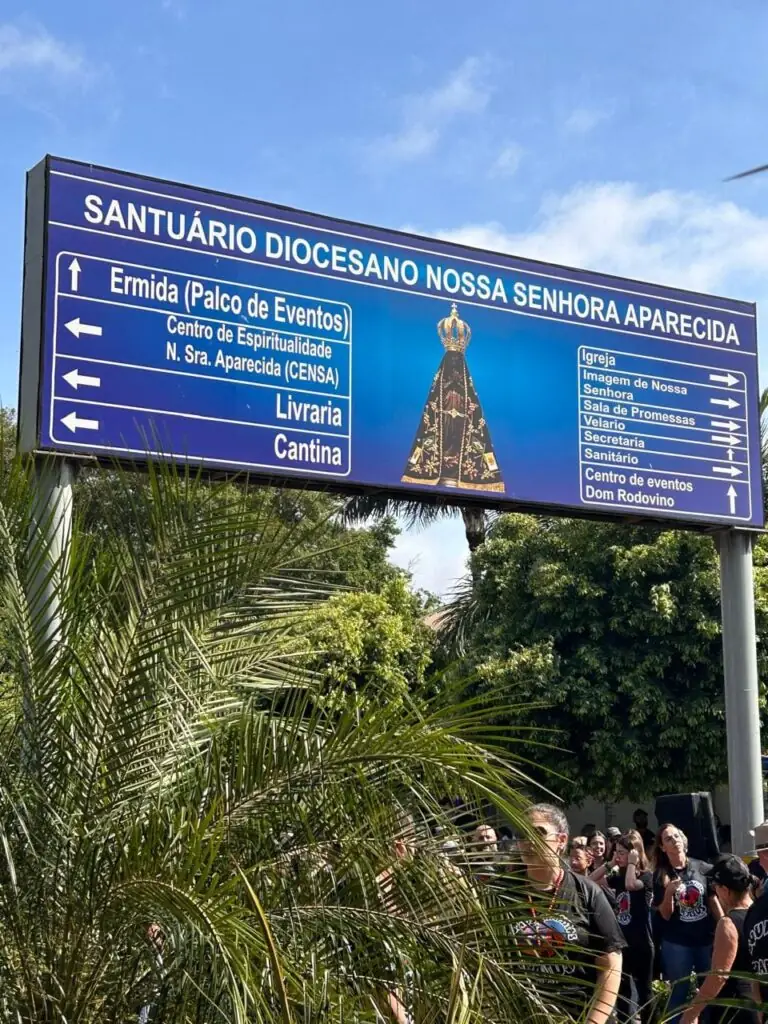 SANTUÁRIO DIOCESANO NOSSA SENHORA APARECIDA
Ermida (Palco de Eventos)
Centro de Espiritualidade
N. Sra. Aparecida (CENSA)
Livraria
Cantina
Igreja
Imagem de Nossa
Senhora
Sala de Promessas
Velario
Secretaria
Sanitário
Centro de eventos
Dom Rodovino